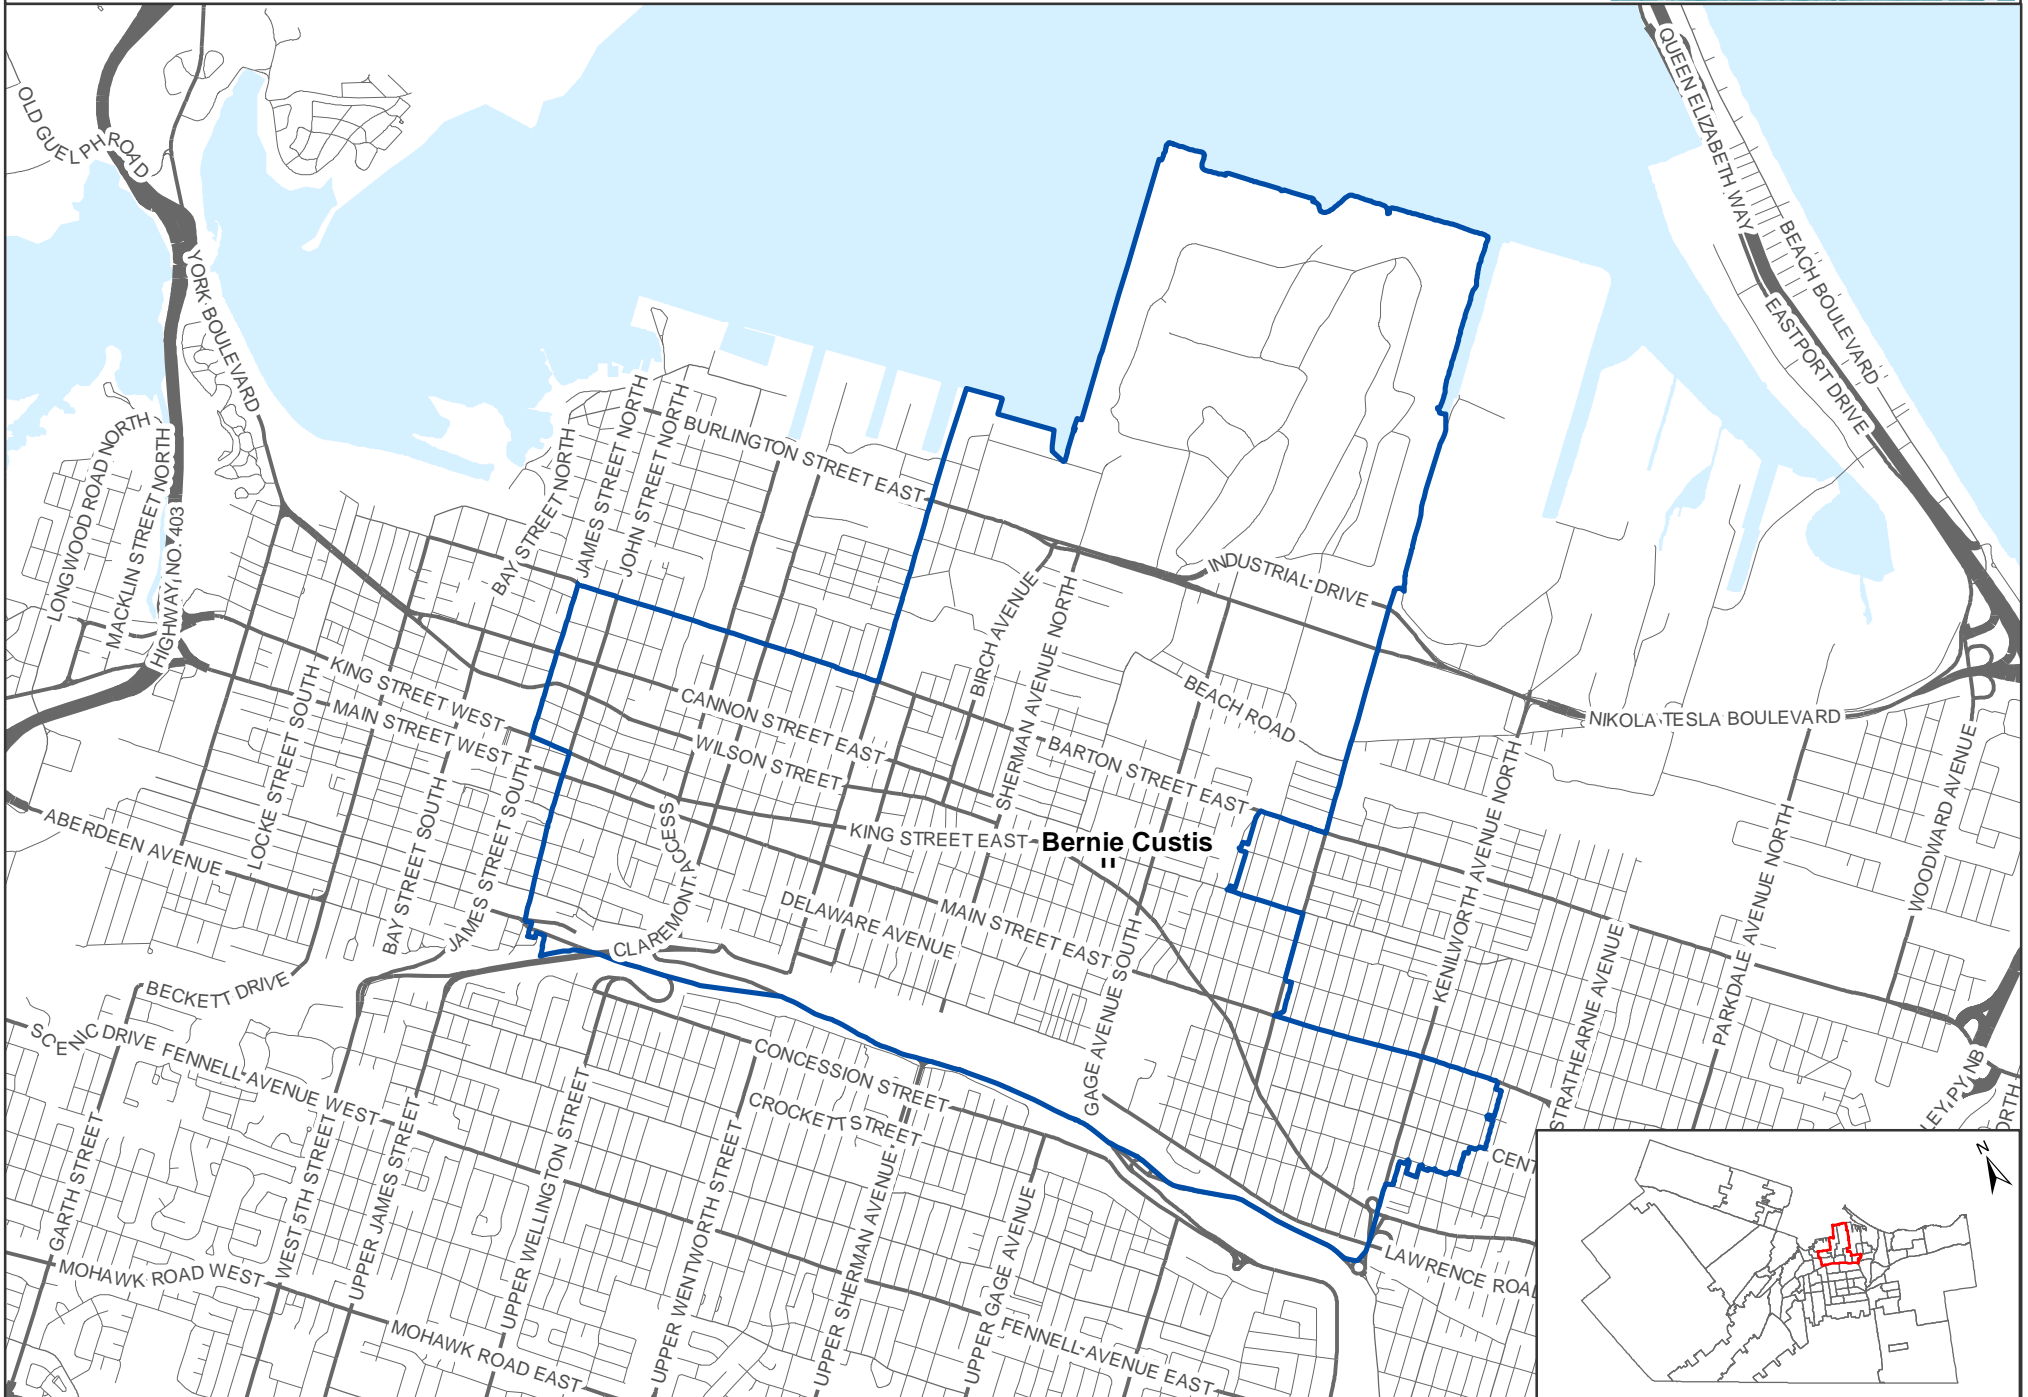 OLD GUELPH ROAD
QUEEN ELIZABETH WAY
BEACH BOULEVARD
EASTPORT DRIVE
YORK BOULEVARD
LONGWOOD ROAD NORTH
MACKLIN STREET NORTH
HIGHWAY NO. 403
BAY STREET NORTH
JAMES STREET NORTH
JOHN STREET NORTH
BURLINGTON STREET EAST
INDUSTRIAL DRIVE
BIRCH AVENUE
SHERMAN AVENUE NORTH
BEACH ROAD
NIKOLA TESLA BOULEVARD
KING STREET WEST
MAIN STREET WEST
LOCKE STREET SOUTH
CANNON STREET EAST
WILSON STREET
BARTON STREET EAST
KENILWORTH AVENUE NORTH
WOODWARD AVENUE
PARKDALE AVENUE NORTH
ABERDEEN AVENUE
BAY STREET SOUTH
JAMES STREET SOUTH
CLAREMONT ACCESS
KING STREET EAST
Bernie Custis
DELAWARE AVENUE
MAIN STREET EAST
GAGE AVENUE SOUTH
STRATHEARNE AVENUE
BECKETT DRIVE
SCENIC DRIVE
FENNELL AVENUE WEST
CONCESSION STREET
CROCKETT STREET
GARTH STREET
WEST 5TH STREET
UPPER JAMES STREET
UPPER WELLINGTON STREET
UPPER WENTWORTH STREET
UPPER SHERMAN AVENUE
UPPER GAGE AVENUE
MOHAWK ROAD WEST
MOHAWK ROAD EAST
FENNELL AVENUE EAST
LAWRENCE ROA
CENT
LEY PY NB
ORTH
N